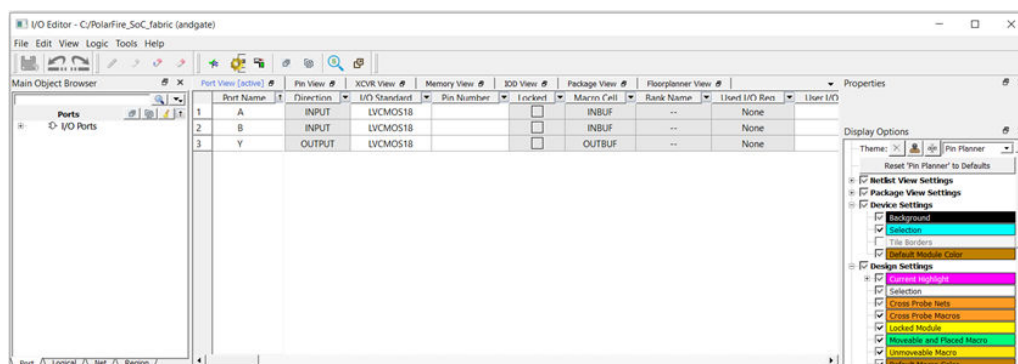 I/O Editor - C:/PolarFire_SoC_fabric (andgate)
File Edit View Logic Tools Help
Main Object Browser
Ports
I/O Ports
Port View [active] Pin View XCVR View Memory View IOD View Package View Floorplanner View
Port Name Direction I/O Standard Pin Number Locked Macro Cell Bank Name Used I/O Reg User I/O
1 A INPUT LVCMOS18 INBUF -- None
2 B INPUT LVCMOS18 INBUF -- None
3 Y OUTPUT LVCMOS18 OUTBUF -- None
Port Logical Net Region
Properties
Display Options
Theme: Pin Planner
Reset 'Pin Planner' to Defaults
Netlist View Settings
Package View Settings
Device Settings
Background
Selection
Tile Borders
Default Module Color
Design Settings
Current Highlight
Selection
Cross Probe Nets
Cross Probe Macros
Locked Module
Moveable and Placed Macro
Unmoveable Macro
Default Macro Color